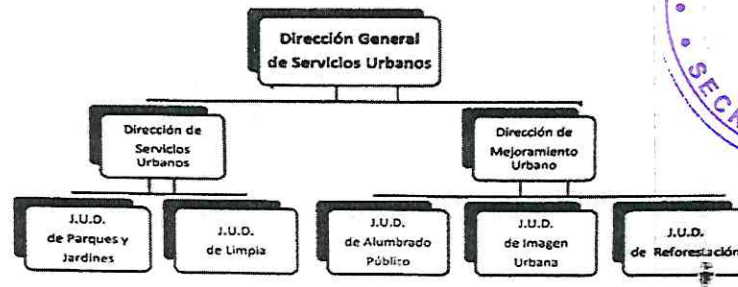 Dirección General
de Servicios Urbanos
Dirección de
Servicios
Urbanos
Dirección de
Mejoramiento
Urbano
J.U.D.
de Parques y
Jardines
J.U.D.
de Limpia
J.U.D.
de Alumbrado
Público
J.U.D.
de Imagen
Urbana
J.U.D.
de Reforestación